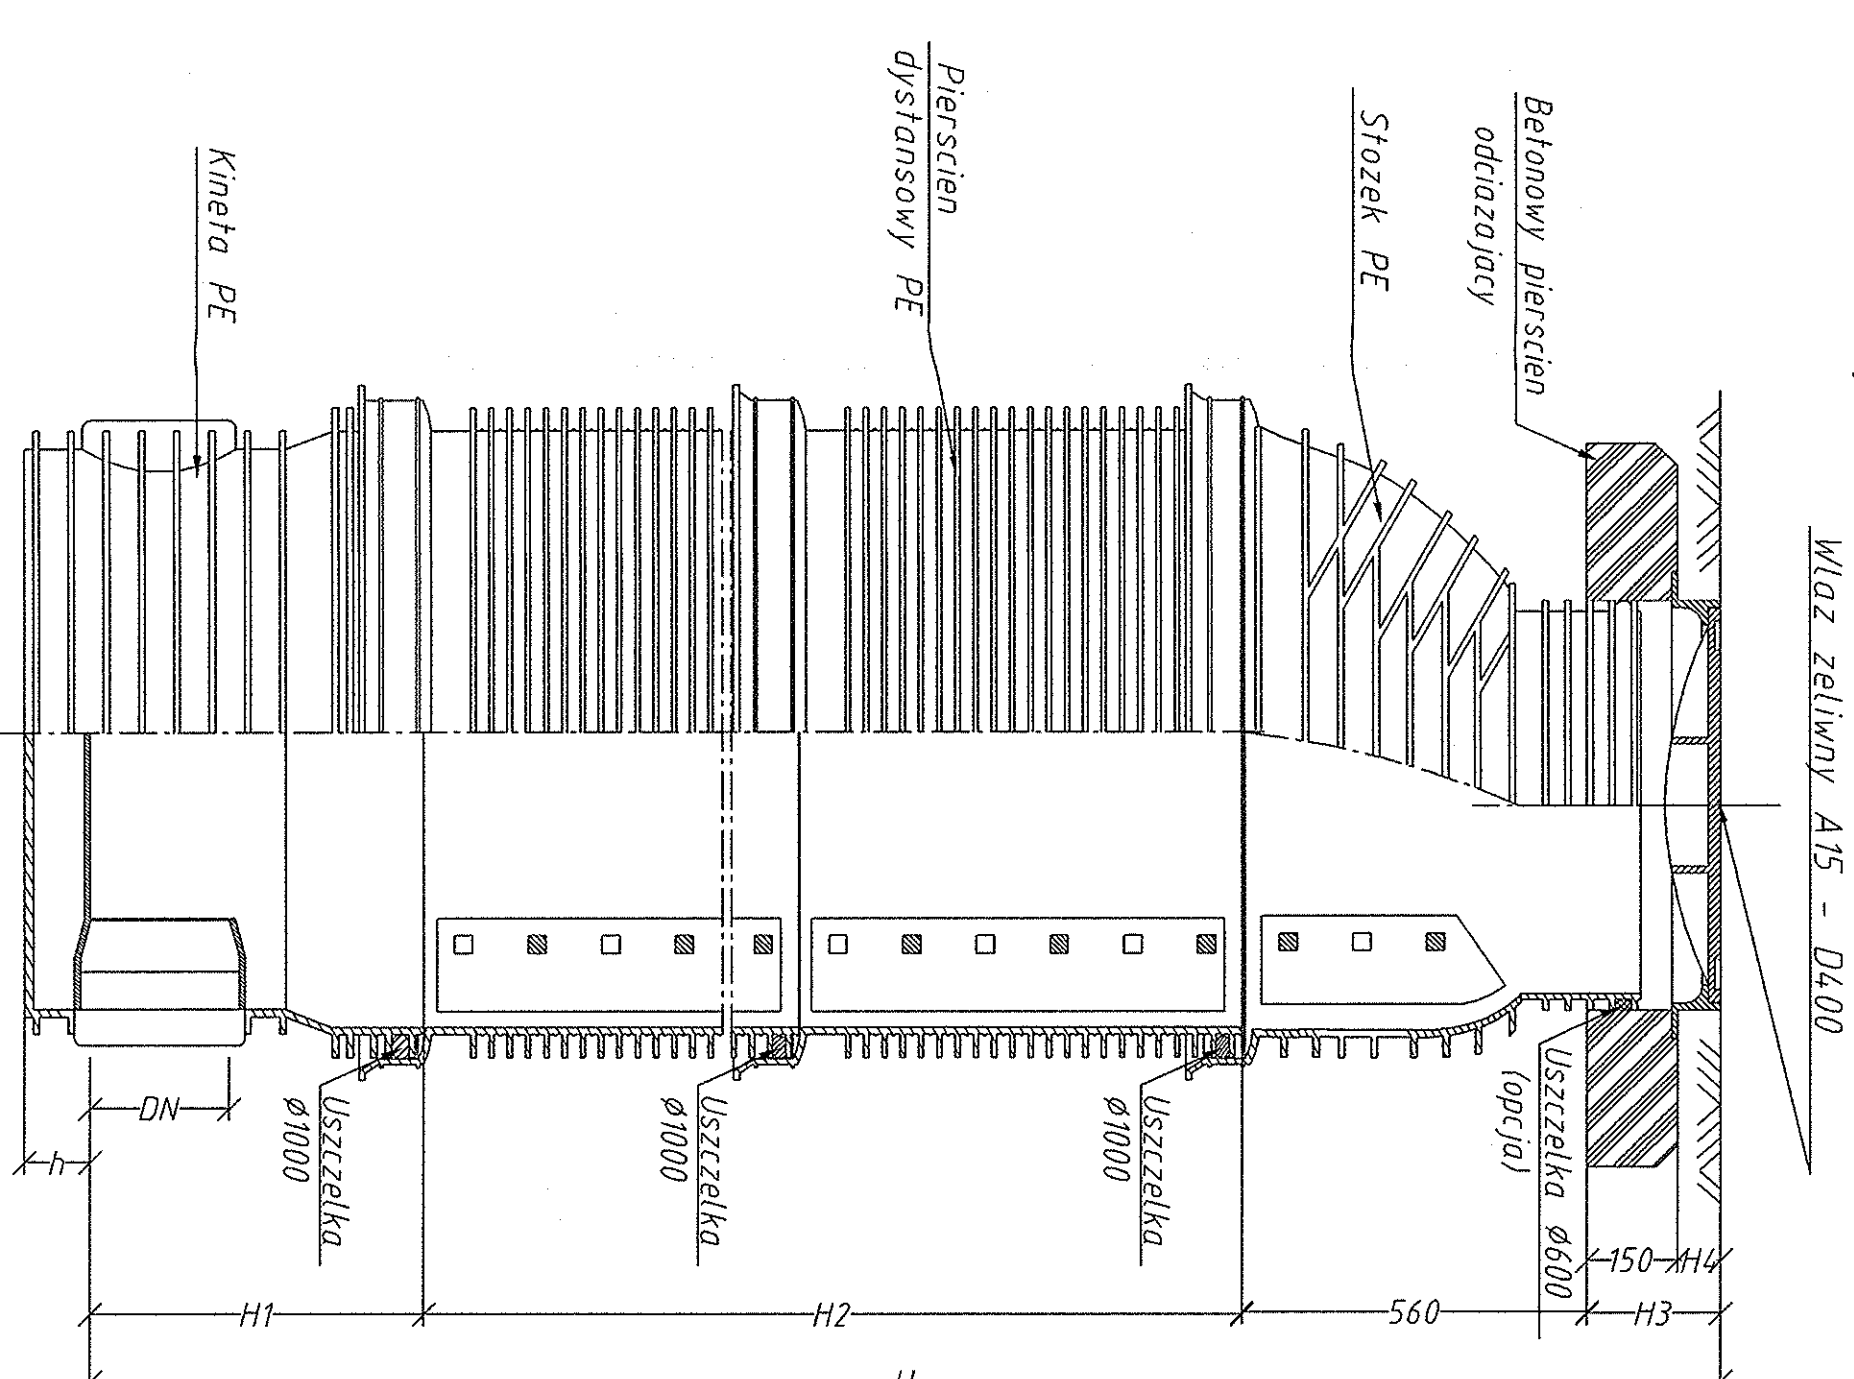 Wlaz zeliwny A15 - D400
Betonowy pierscien
odciazajacy
Stozek PE
Pierscien
dystansowy PE
Kineta PE
Uszczelka ø600
(opcja)
Uszczelka
ø1000
Uszczelka
ø1000
Uszczelka
ø1000
H4
150
H3
560
H2
H1
DN
h